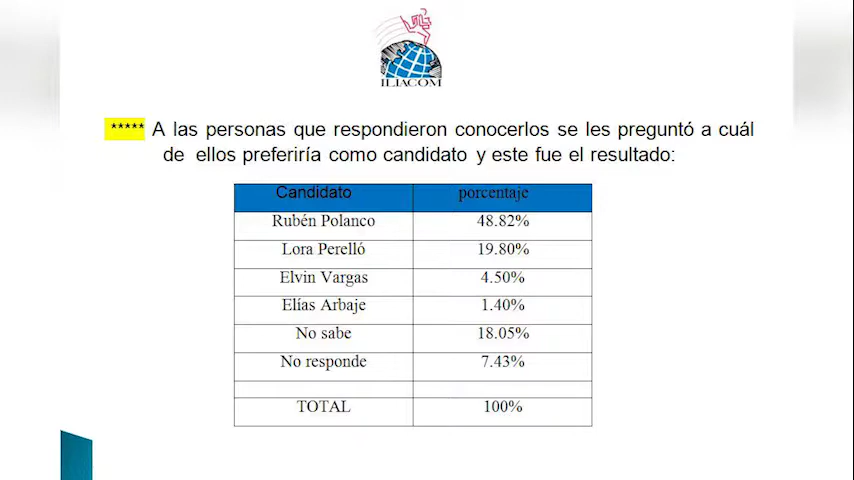 ILIACOM
***** A las personas que respondieron conocerlos se les preguntó a cuál
de ellos preferiría como candidato y este fue el resultado:
Candidato porcentaje
Rubén Polanco 48.82%
Lora Perelló 19.80%
Elvin Vargas 4.50%
Elías Arbaje 1.40%
No sabe 18.05%
No responde 7.43%
TOTAL 100%